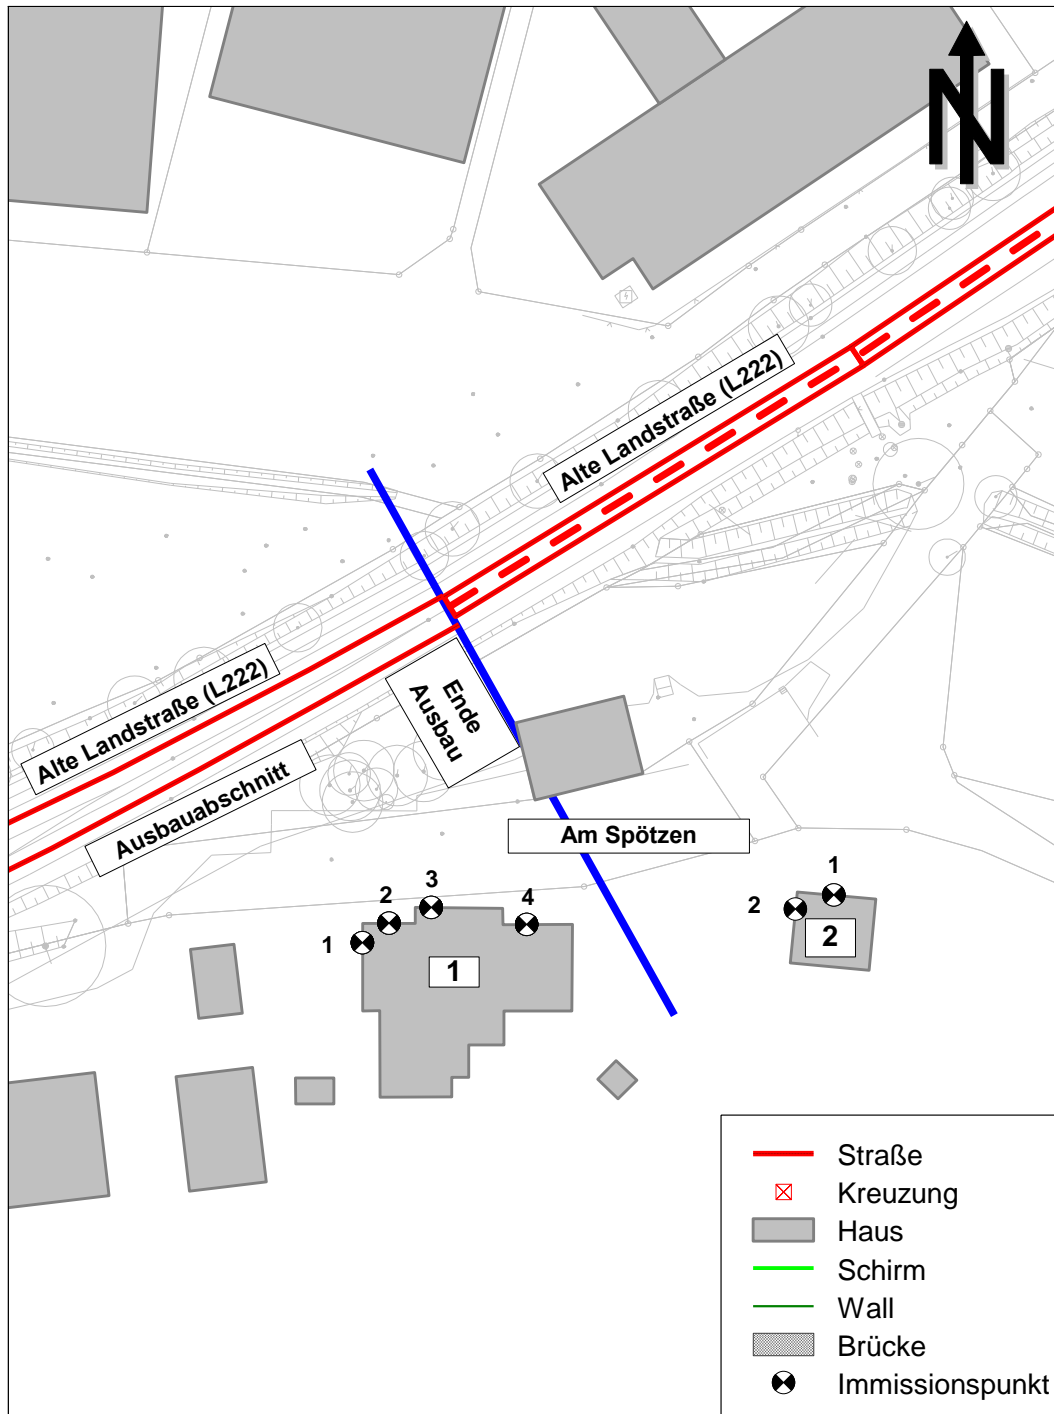 N
Alte Landstraße (L222)
Alte Landstraße (L222)
Ende
Ausbau
Ausbauabschnitt
Am Spötzen
1
2
3
4
1
1
2
2
Straße
Kreuzung
Haus
Schirm
Wall
Brücke
Immissionspunkt